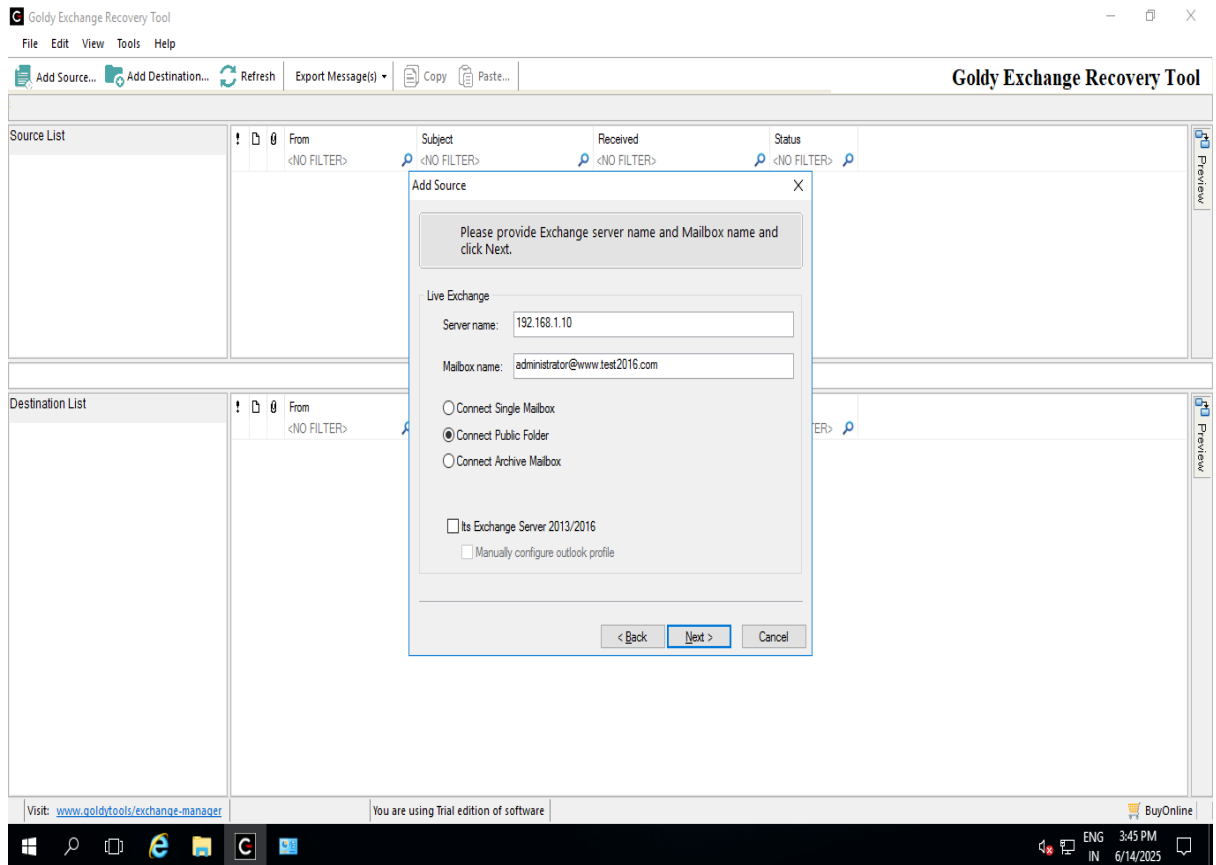 Goldy Exchange Recovery Tool
File Edit View Tools Help
Add Source... Add Destination... Refresh Export Message(s) Copy Paste... Goldy Exchange Recovery Tool
Source List
! From Subject Received Status
<NO FILTER> <NO FILTER> <NO FILTER> <NO FILTER>
Preview
Add Source
Please provide Exchange server name and Mailbox name and
click Next.
Live Exchange
Server name: 192.168.1.10
Mailbox name: administrator@www.test2016.com
Connect Single Mailbox
Connect Public Folder
Connect Archive Mailbox
Its Exchange Server 2013/2016
Manually configure outlook profile
< Back Next > Cancel
Destination List
! From
<NO FILTER> TER>
Preview
Visit: www.goldytools/exchange-manager You are using Trial edition of software BuyOnline
ENG 3:45 PM
IN 6/14/2025